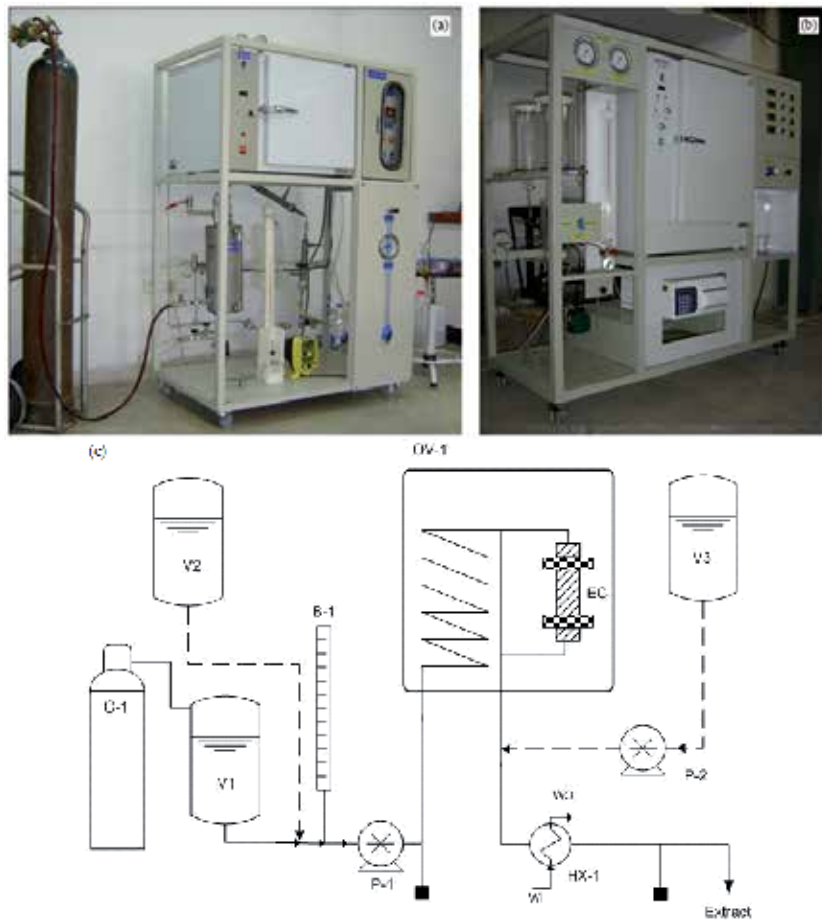 (a)
(b)
(c)
OV-1
V2
V3
B-1
EC
C-1
V1
P-2
P-1
WO
WI
HX-1
Extract